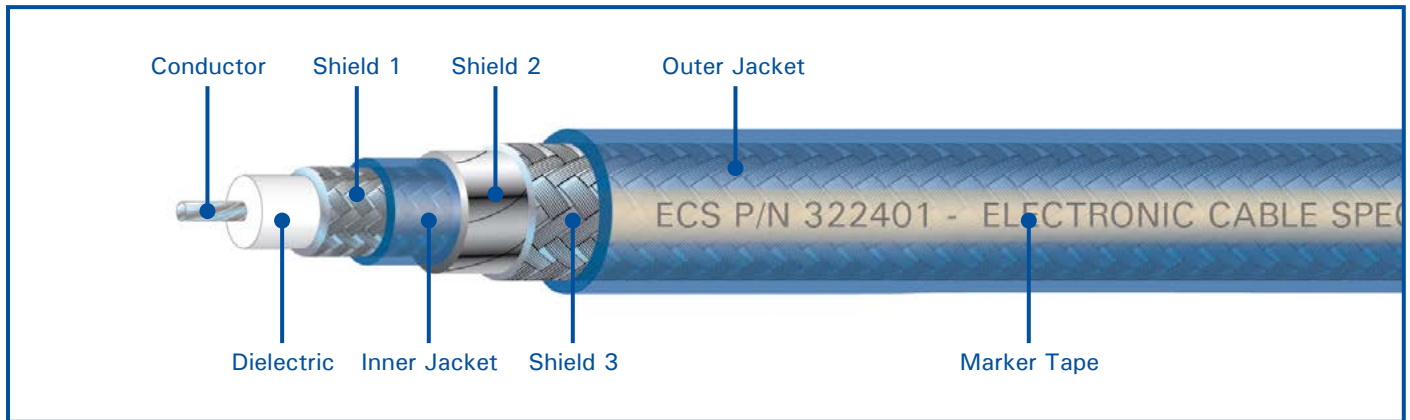 Conductor Shield 1 Shield 2 Outer Jacket
ECS P/N 322401 - ELECTRONIC CABLE
Dielectric Inner Jacket Shield 3 Marker Tape